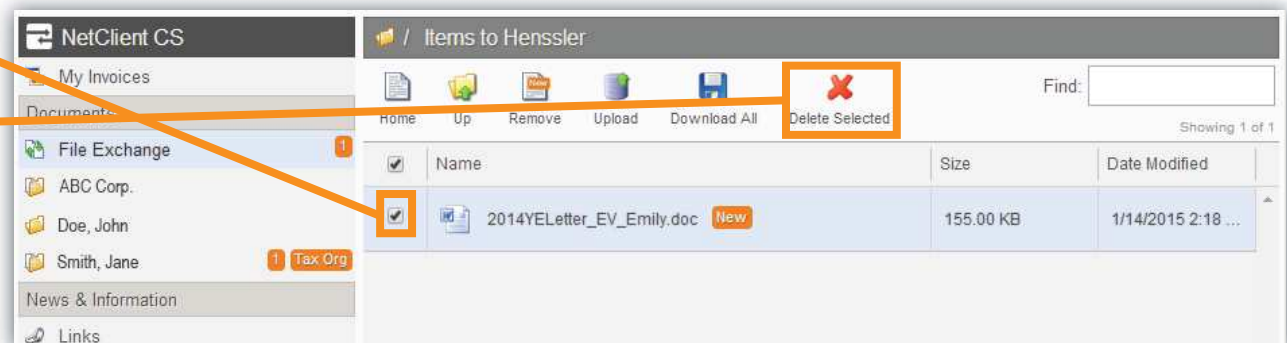 NetClient CS
/ Items to Henssler
My Invoices
Documents
File Exchange 1
ABC Corp.
Doe, John
Smith, Jane 1 Tax Org
News & Information
Links
Home Up Remove Upload Download All Delete Selected
Find:
Showing 1 of 1
Name Size Date Modified
2014YELetter_EV_Emily.doc New 155.00 KB 1/14/2015 2:18 ...